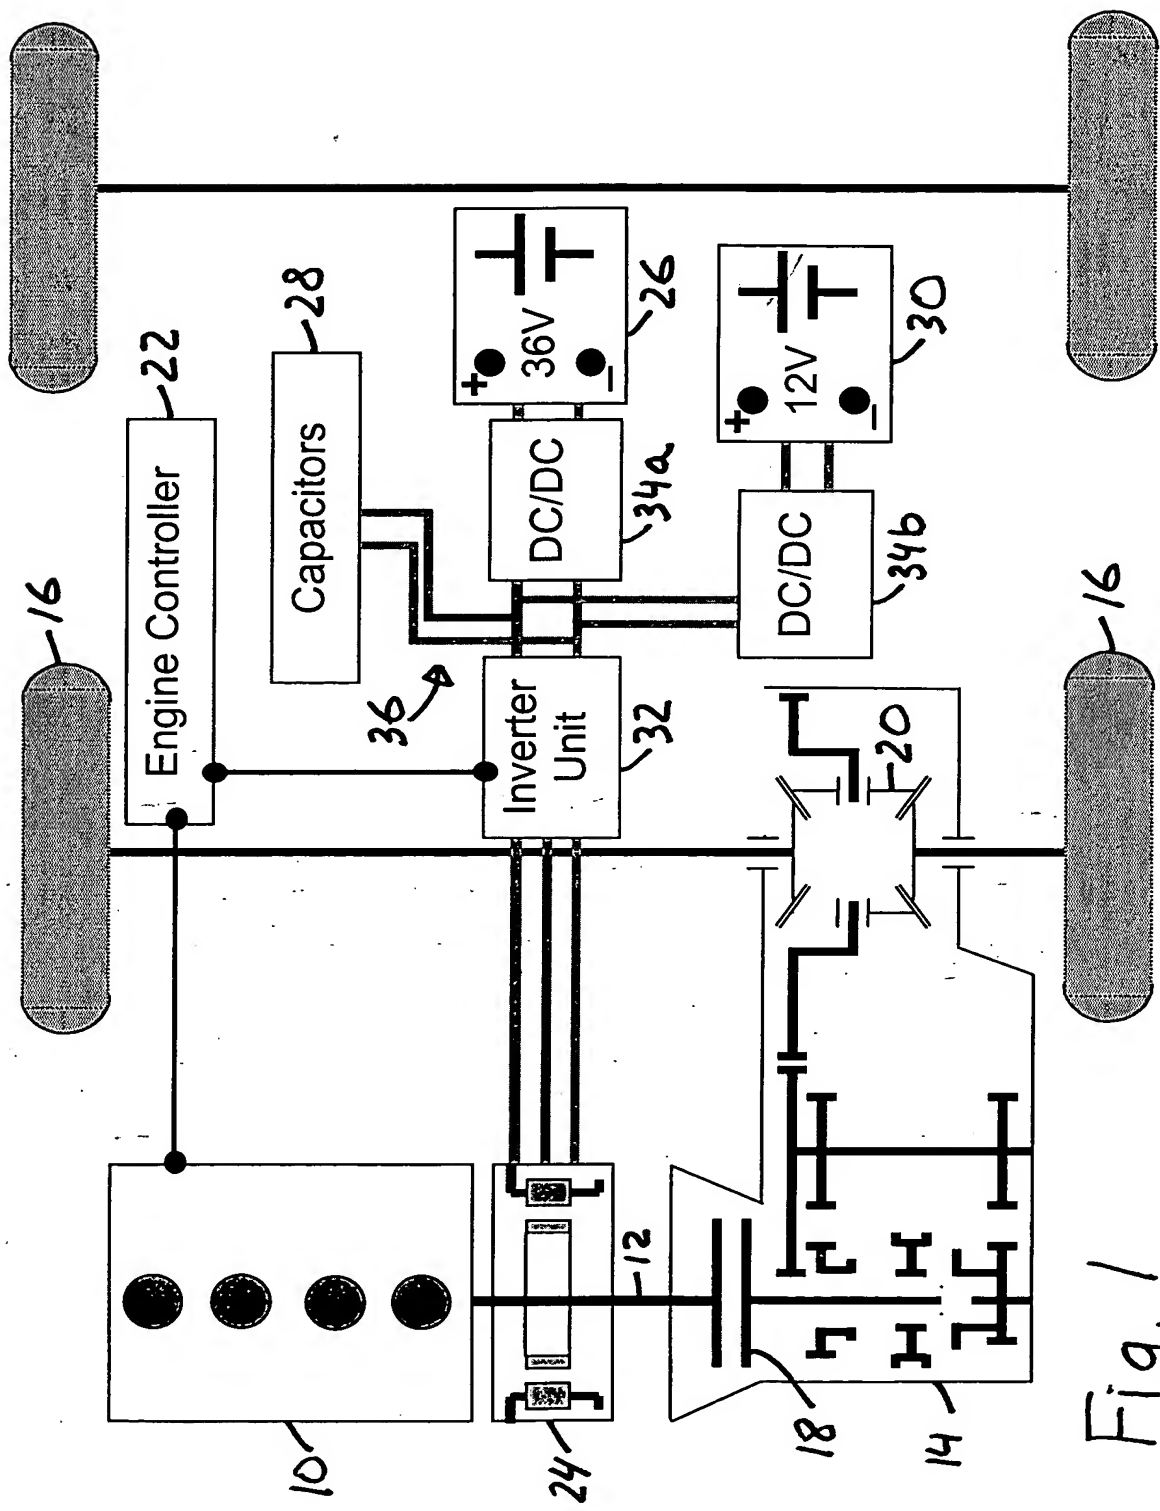 16
Engine Controller
22
Capacitors
28
36
Inverter
Unit
32
DC/DC
34a
+
36V
−
26
DC/DC
34b
+
12V
−
30
20
16
10
24
12
18
14
Fig. 1